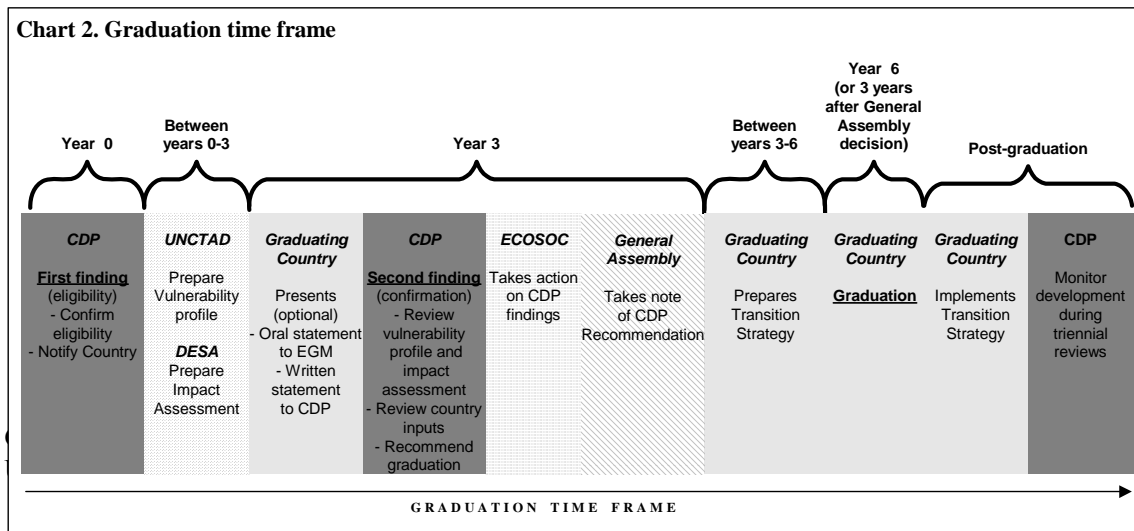 Chart 2. Graduation time frame
Year 0
Between
years 0-3
Year 3
Between
years 3-6
Year 6
(or 3 years
after General
Assembly
decision)
Post-graduation
CDP
First finding
(eligibility)
- Confirm
eligibility
- Notify Country
UNCTAD
Prepare
Vulnerability
profile
DESA
Prepare
Impact
Assessment
Graduating
Country
Presents
(optional)
- Oral statement
to EGM
- Written
statement
to CDP
CDP
Second finding
(confirmation)
- Review
vulnerability
profile and
impact
assessment
- Review country
inputs
- Recommend
graduation
ECOSOC
Takes action
on CDP
findings
General
Assembly
Takes note
of CDP
Recommendation
Graduating
Country
Prepares
Transition
Strategy
Graduating
Country
Graduation
Graduating
Country
Implements
Transition
Strategy
CDP
Monitor
development
during
triennial
reviews
GRADUATION TIME FRAME